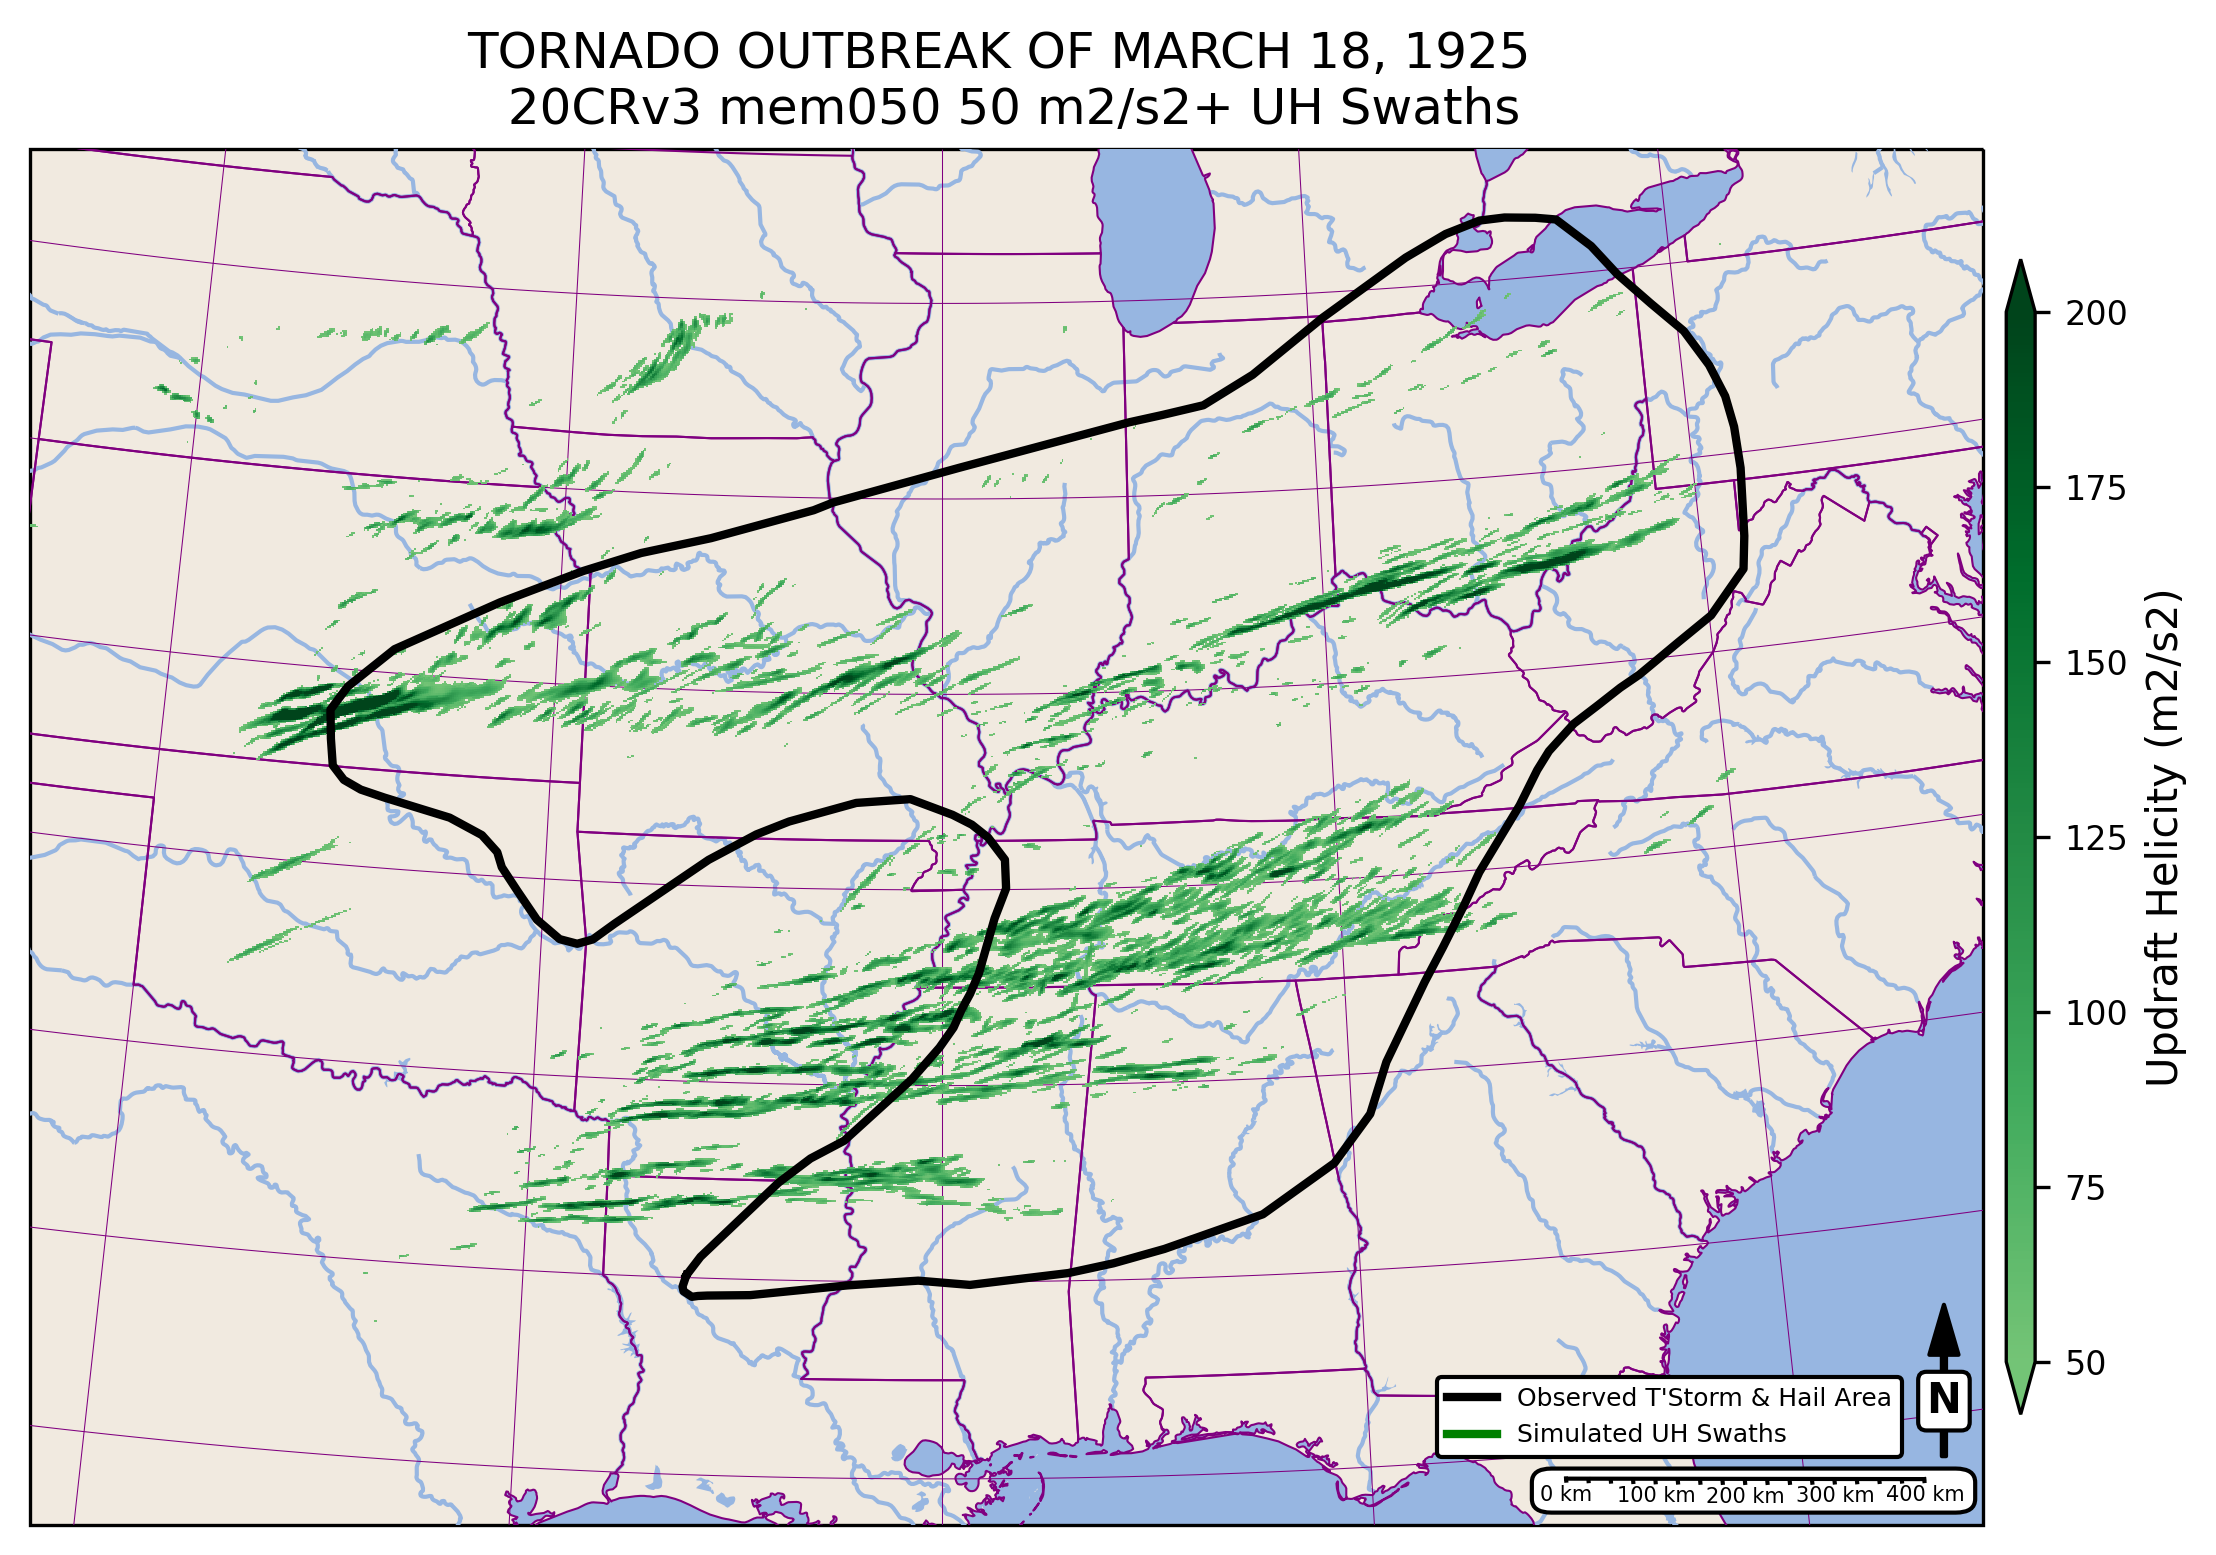 TORNADO OUTBREAK OF MARCH 18, 1925
20CRv3 mem050 50 m2/s2+ UH Swaths
200
175
150
125
100
75
50
Updraft Helicity (m2/s2)
Observed T'Storm & Hail Area
Simulated UH Swaths
N
0 km 100 km 200 km 300 km 400 km